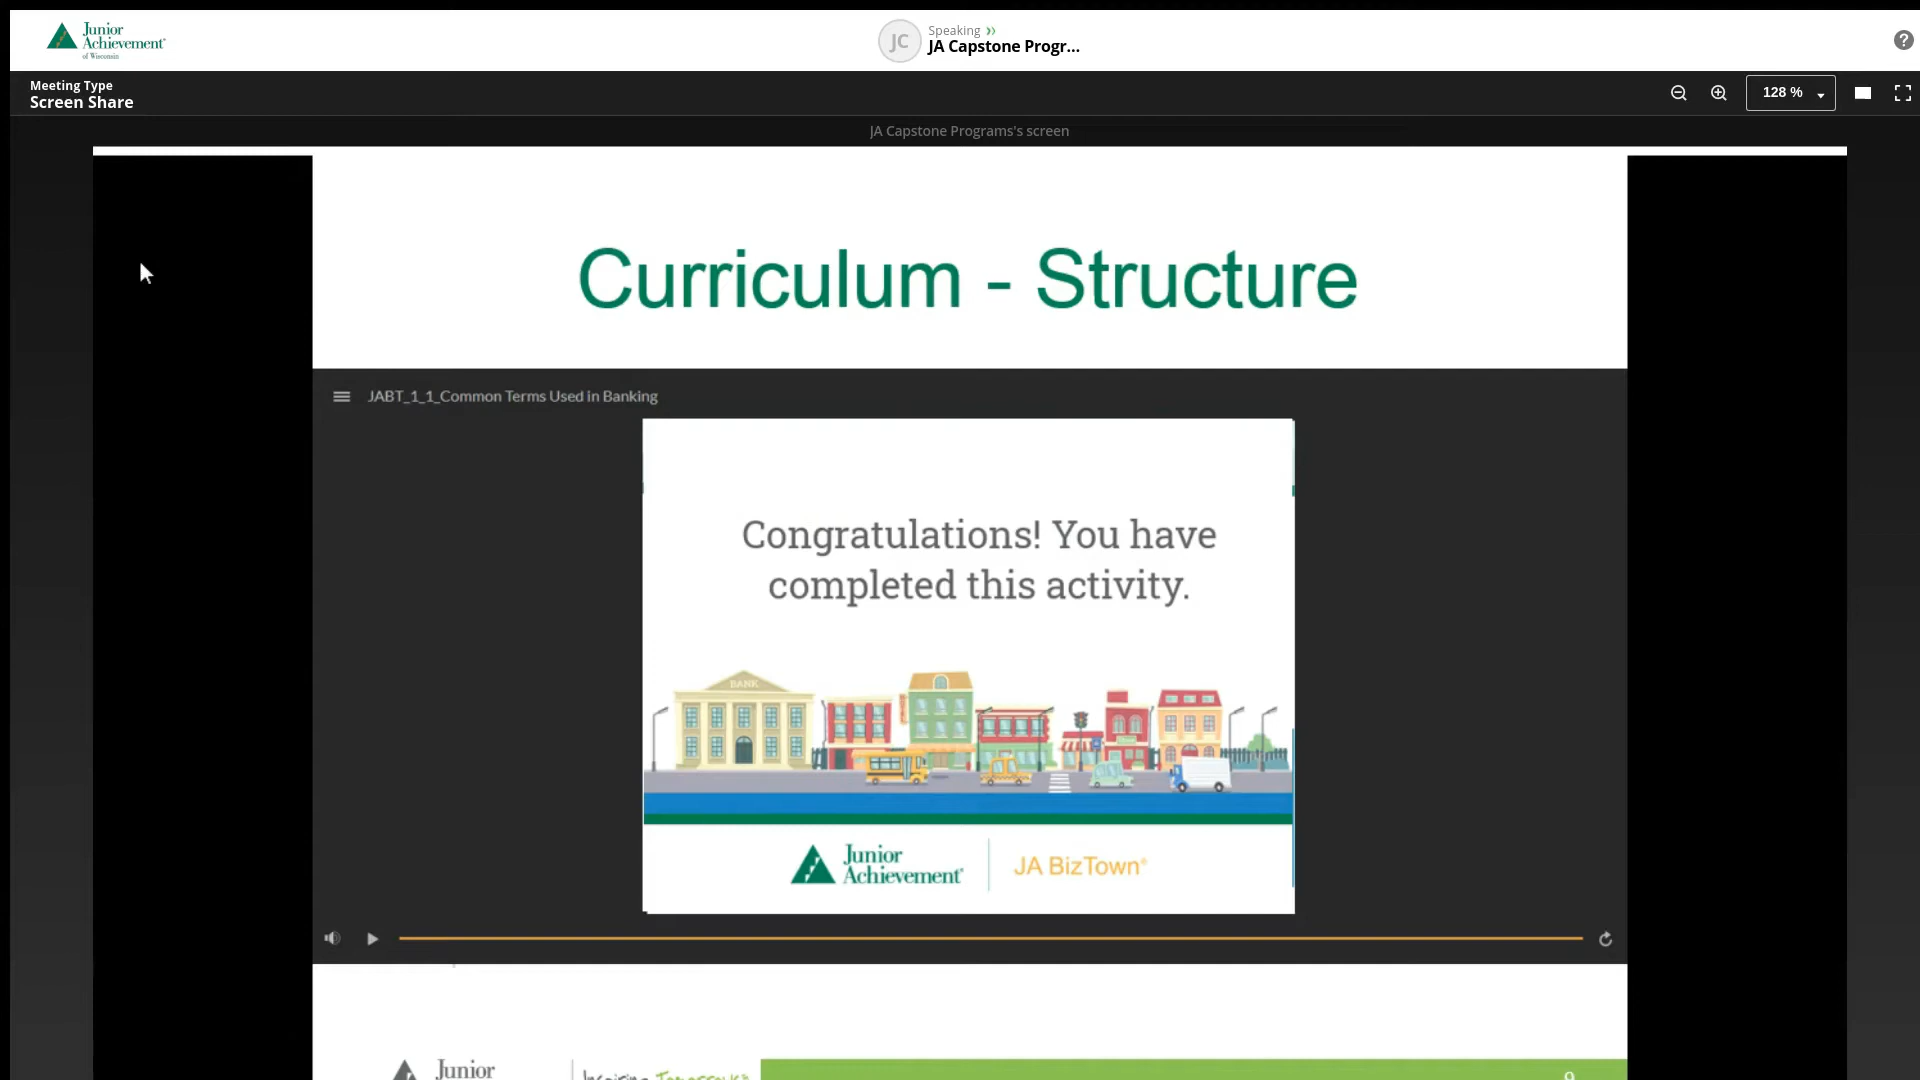 Junior
Achievement®
of Wisconsin
JC
Speaking
JA Capstone Progr...
Meeting Type
Screen Share
128 %
JA Capstone Programs's screen
Curriculum - Structure
JABT_1_1_Common Terms Used in Banking
Congratulations! You have
completed this activity.
BANK
Junior
Achievement®
JA BizTown®
Junior
9